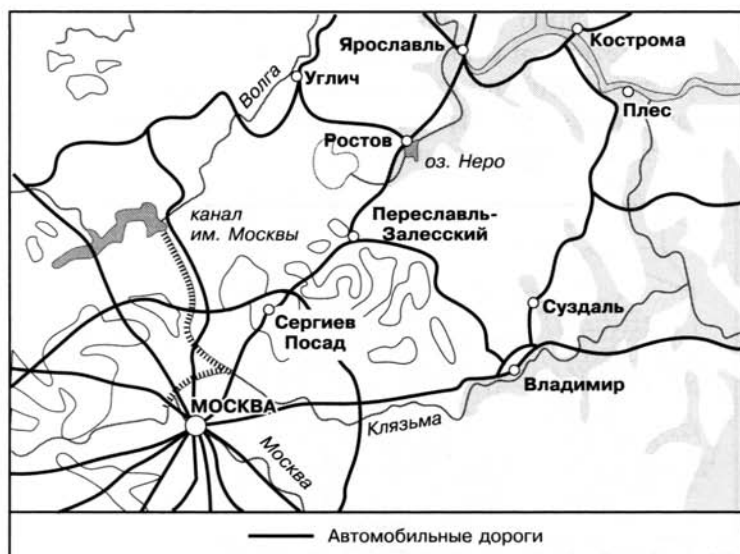 Ярославль
Кострома
Углич
Волга
Плес
Ростов
оз. Неро
канал
им. Москвы
Переславль-
Залесский
Сергиев
Посад
Суздаль
Владимир
МОСКВА
Клязьма
Москва
Автомобильные дороги